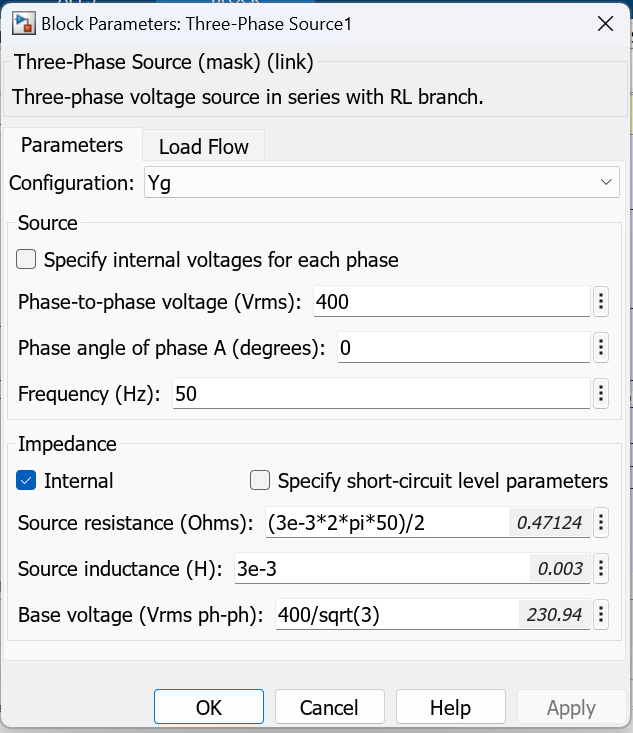 Block Parameters: Three-Phase Source1
Three-Phase Source (mask) (link)
Three-phase voltage source in series with RL branch.
Parameters
Load Flow
Configuration: Yg
Source
Specify internal voltages for each phase
Phase-to-phase voltage (Vrms): 400
Phase angle of phase A (degrees): 0
Frequency (Hz): 50
Impedance
Internal
Specify short-circuit level parameters
Source resistance (Ohms): (3e-3*2*pi*50)/2 0.47124
Source inductance (H): 3e-3 0.003
Base voltage (Vrms ph-ph): 400/sqrt(3) 230.94
OK Cancel Help Apply